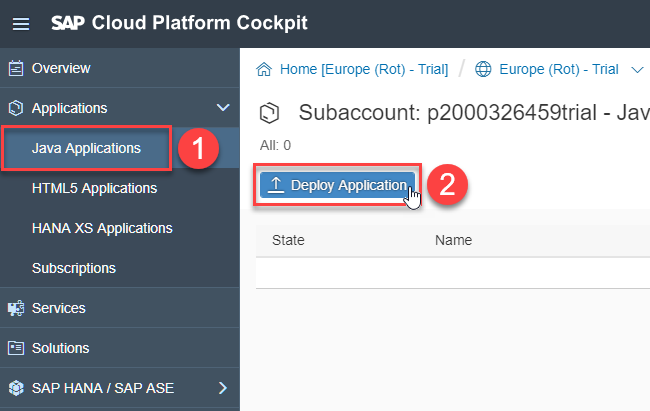 SAP Cloud Platform Cockpit
Overview
Applications
Java Applications
1
HTML5 Applications
HANA XS Applications
Subscriptions
Services
Solutions
SAP HANA / SAP ASE
Home [Europe (Rot) - Trial] / Europe (Rot) - Trial
Subaccount: p2000326459trial - Jav
All: 0
Deploy Application
2
State Name